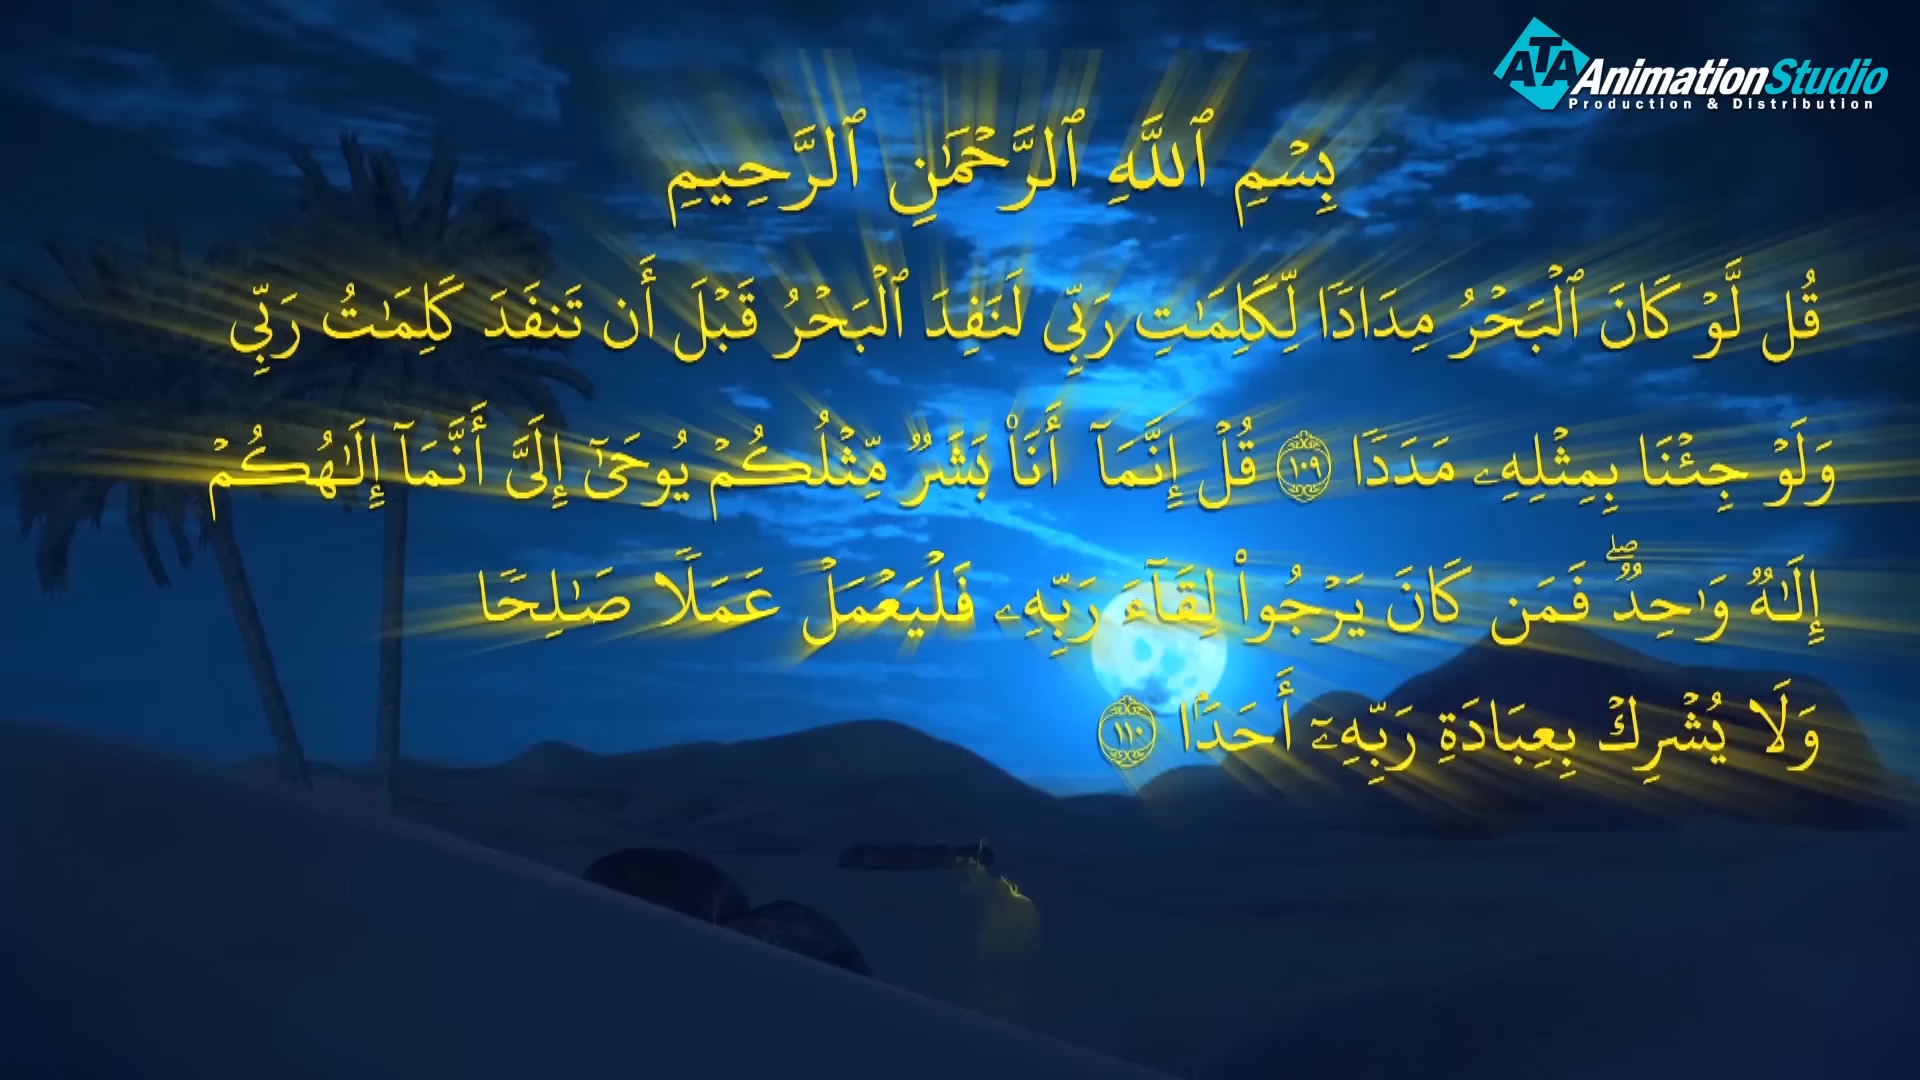 ATA AnimationStudio
Production & Distribution
بِسْمِ ٱللَّهِ ٱلرَّحْمَٰنِ ٱلرَّحِيمِ
قُل لَّوْ كَانَ ٱلْبَحْرُ مِدَادًا لِّكَلِمَٰتِ رَبِّى لَنَفِدَ ٱلْبَحْرُ قَبْلَ أَن تَنفَدَ كَلِمَٰتُ رَبِّى
وَلَوْ جِئْنَا بِمِثْلِهِۦ مَدَدًا ١٠٩ قُلْ إِنَّمَآ أَنَا۠ بَشَرٌ مِّثْلُكُمْ يُوحَىٰٓ إِلَىَّ أَنَّمَآ إِلَٰهُكُمْ
إِلَٰهٌ وَٰحِدٌ ۖ فَمَن كَانَ يَرْجُوا۟ لِقَآءَ رَبِّهِۦ فَلْيَعْمَلْ عَمَلًا صَٰلِحًا
وَلَا يُشْرِكْ بِعِبَادَةِ رَبِّهِۦٓ أَحَدًۢا ١١٠